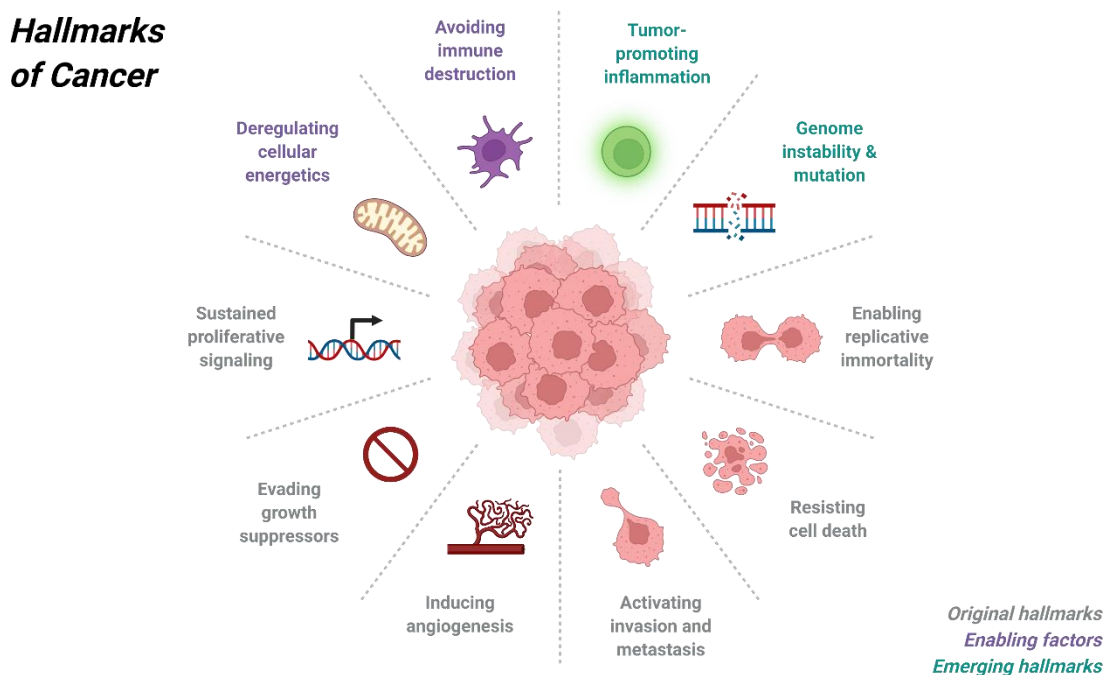 Hallmarks
of Cancer
Avoiding
immune
destruction
Tumor-
promoting
inflammation
Deregulating
cellular
energetics
Genome
instability &
mutation
Sustained
proliferative
signaling
Enabling
replicative
immortality
Evading
growth
suppressors
Resisting
cell death
Inducing
angiogenesis
Activating
invasion and
metastasis
Original hallmarks
Enabling factors
Emerging hallmarks